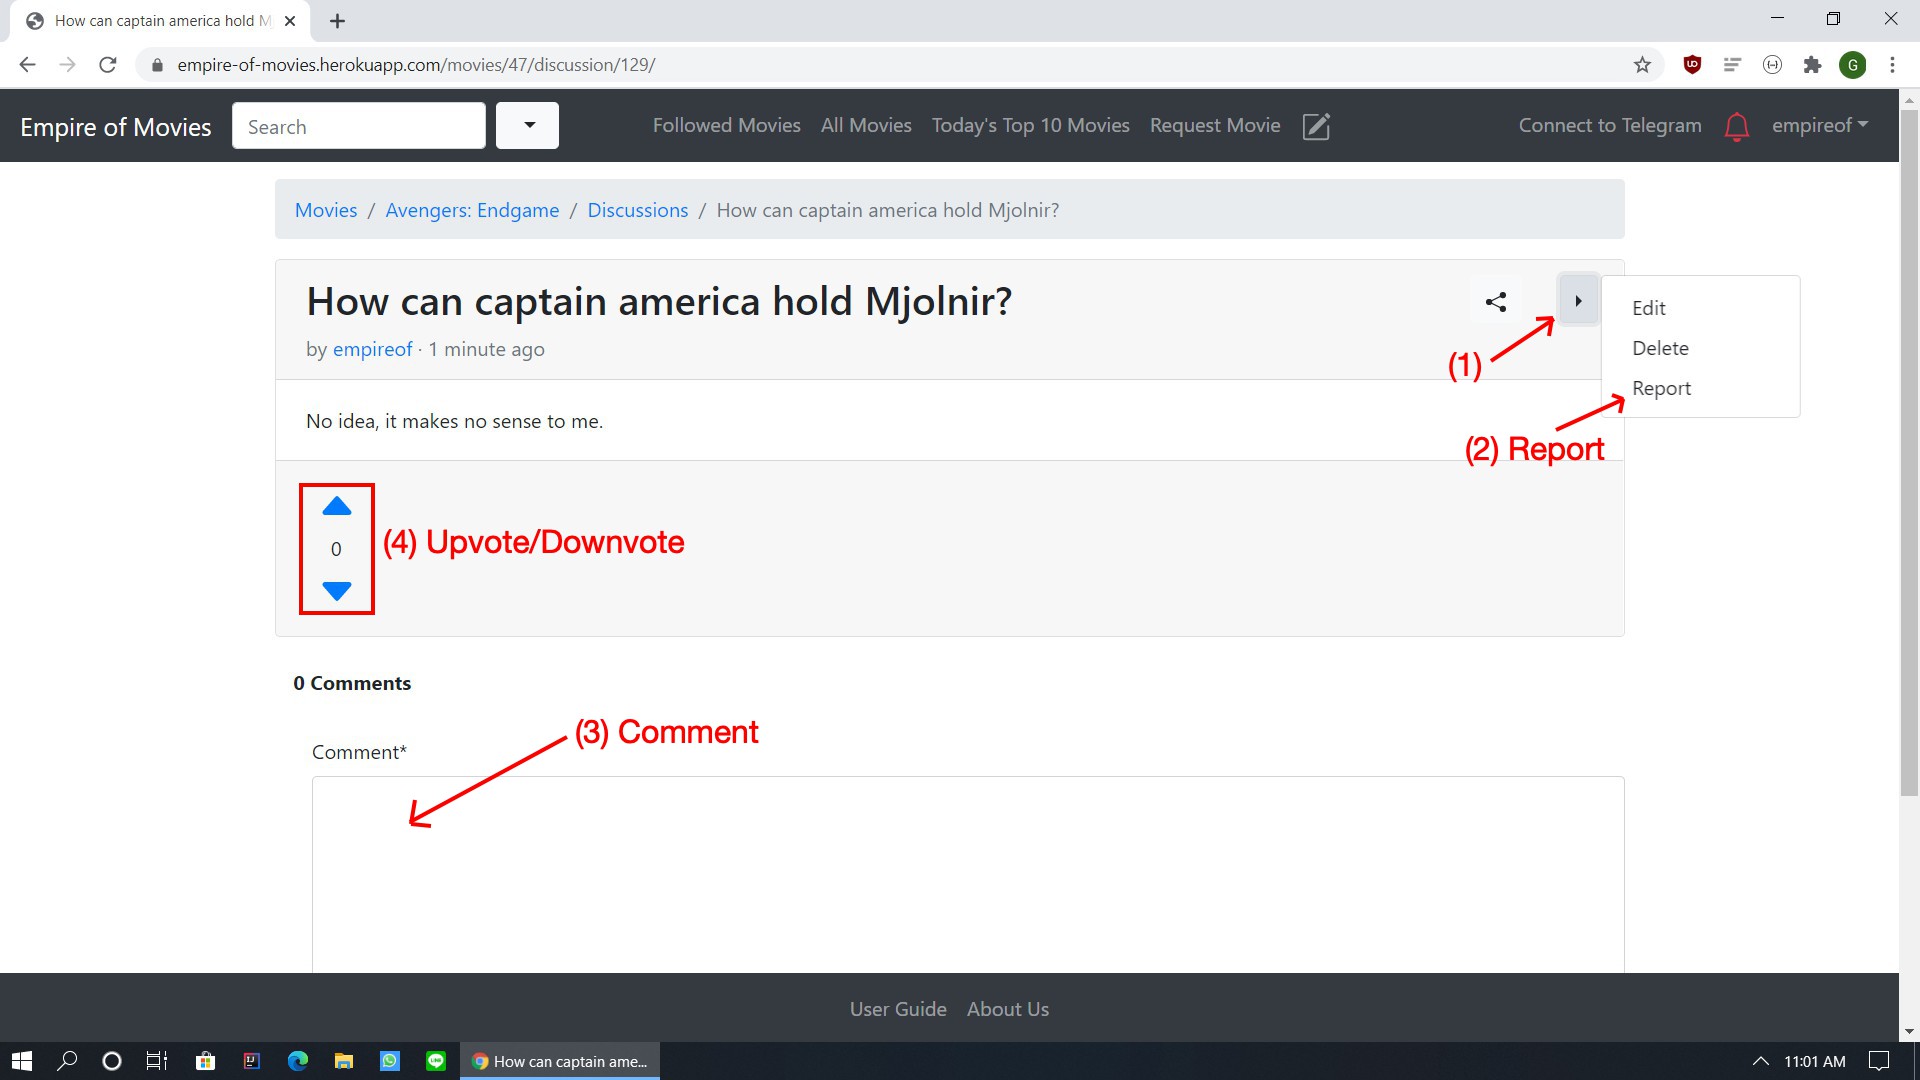 How can captain america hold M
empire-of-movies.herokuapp.com/movies/47/discussion/129/
G
Empire of Movies
Search
Followed Movies All Movies Today's Top 10 Movies Request Movie
Connect to Telegram empireof
Movies / Avengers: Endgame / Discussions / How can captain america hold Mjolnir?
How can captain america hold Mjolnir?
by empireof · 1 minute ago
Edit
Delete
Report
(1)
(2) Report
No idea, it makes no sense to me.
0
(4) Upvote/Downvote
0 Comments
(3) Comment
Comment*
User Guide About Us
How can captain ame...
11:01 AM